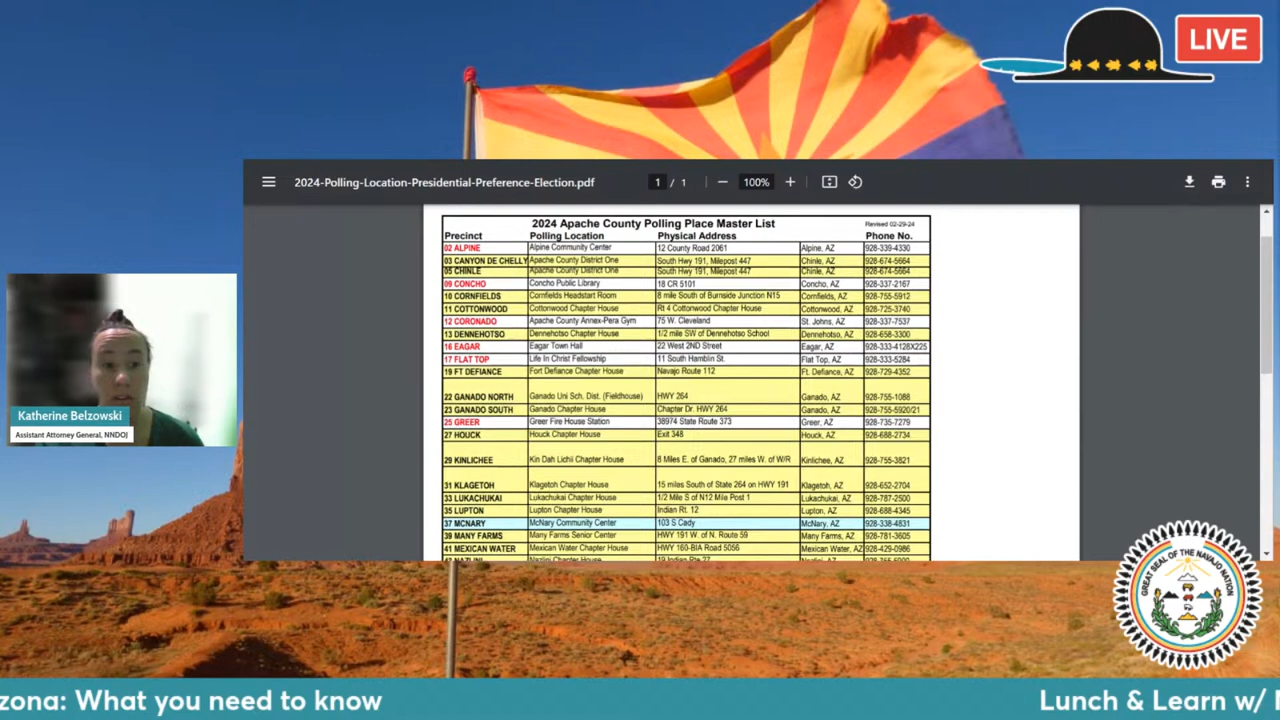 LIVE
2024-Polling-Location-Presidential-Preference-Election.pdf 1 / 1 100%
2024 Apache County Polling Place Master List Revised 02-29-24
Precinct Polling Location Physical Address Phone No.
02 ALPINE Alpine Community Center 12 County Road 2061 Alpine, AZ 928-339-4330
03 CANYON DE CHELLY Apache County District One South Hwy 191, Milepost 447 Chinle, AZ 928-674-5664
05 CHINLE Apache County District One South Hwy 191, Milepost 447 Chinle, AZ 928-674-5664
09 CONCHO Concho Public Library 18 CR 5101 Concho, AZ 928-337-2167
10 CORNFIELDS Cornfields Headstart Room 8 mile South of Burnside Junction N15 Cornfields, AZ 928-755-5912
11 COTTONWOOD Cottonwood Chapter House Rt 4 Cottonwood Chapter House Cottonwood, AZ 928-725-3740
12 CORONADO Apache County Annex-Pera Gym 75 W. Cleveland St. Johns, AZ 928-337-7537
13 DENNEHOTSO Dennehotso Chapter House 1/2 mile SW of Dennehotso School Dennehotso, AZ 928-658-3300
16 EAGAR Eagar Town Hall 22 West 2ND Street Eagar, AZ 928-333-4128X225
17 FLAT TOP Life In Christ Fellowship 11 South Hamblin St. Flat Top, AZ 928-333-5284
19 FT DEFIANCE Fort Defiance Chapter House Navajo Route 112 Ft. Defiance, AZ 928-729-4352
22 GANADO NORTH Ganado Uni Sch. Dist. (Fieldhouse) HWY 264 Ganado, AZ 928-755-1088
23 GANADO SOUTH Ganado Chapter House Chapter Dr. HWY 264 Ganado, AZ 928-755-5920/21
25 GREER Greer Fire House Station 38974 State Route 373 Greer, AZ 928-735-7279
27 HOUCK Houck Chapter House Exit 348 Houck, AZ 928-688-2734
29 KINLICHEE Kin Dah Lichii Chapter House 8 Miles E. of Ganado, 27 miles W. of W/R Kinlichee, AZ 928-755-3821
31 KLAGETOH Klagetoh Chapter House 15 miles South of State 264 on HWY 191 Klagetoh, AZ 928-652-2704
33 LUKACHUKAI Lukachukai Chapter House 1/2 Mile S of N12 Mile Post 1 Lukachukai, AZ 928-787-2500
35 LUPTON Lupton Chapter House Indian Rt. 12 Lupton, AZ 928-688-4345
37 MCNARY McNary Community Center 103 S Cady McNary, AZ 928-338-4831
39 MANY FARMS Many Farms Senior Center HWY 191 W. of N. Route 59 Many Farms, AZ 928-781-3605
41 MEXICAN WATER Mexican Water Chapter House HWY 160-BIA Road 5056 Mexican Water, AZ 928-429-0986
Katherine Belzowski
Assistant Attorney General, NNDOJ
GREAT SEAL OF THE NAVAJO NATION
zona: What you need to know Lunch & Learn w/